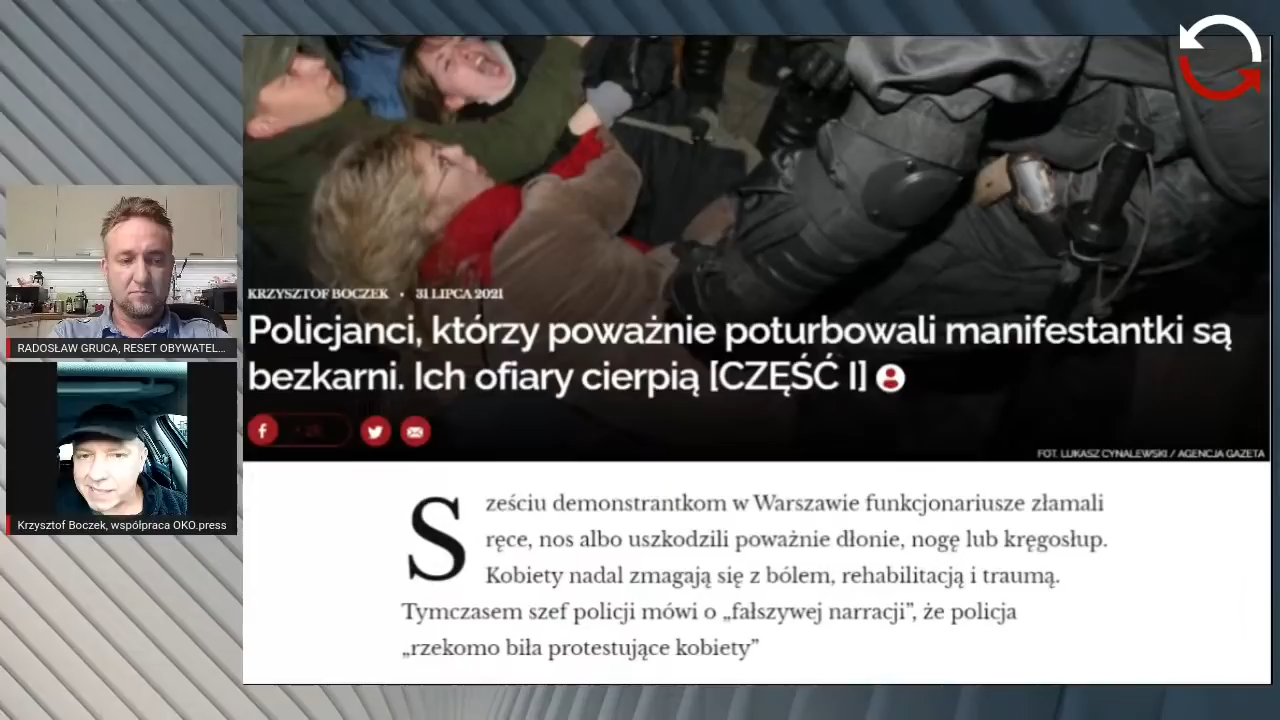 KRZYSZTOF BOCZEK • 31 LIPCA 2021
Policjanci, którzy poważnie poturbowali manifestantki są
bezkarni. Ich ofiary cierpią [CZĘŚĆ I]
FOT. ŁUKASZ CYNALEWSKI / AGENCJA GAZETA
Sześciu demonstrantkom w Warszawie funkcjonariusze złamali
ręce, nos albo uszkodzili poważnie dłonie, nogę lub kręgosłup.
Kobiety nadal zmagają się z bólem, rehabilitacją i traumą.
Tymczasem szef policji mówi o „fałszywej narracji”, że policja
„rzekomo biła protestujące kobiety”
RADOSŁAW GRUCA, RESET OBYWATEL...
Krzysztof Boczek, współpraca OKO.press